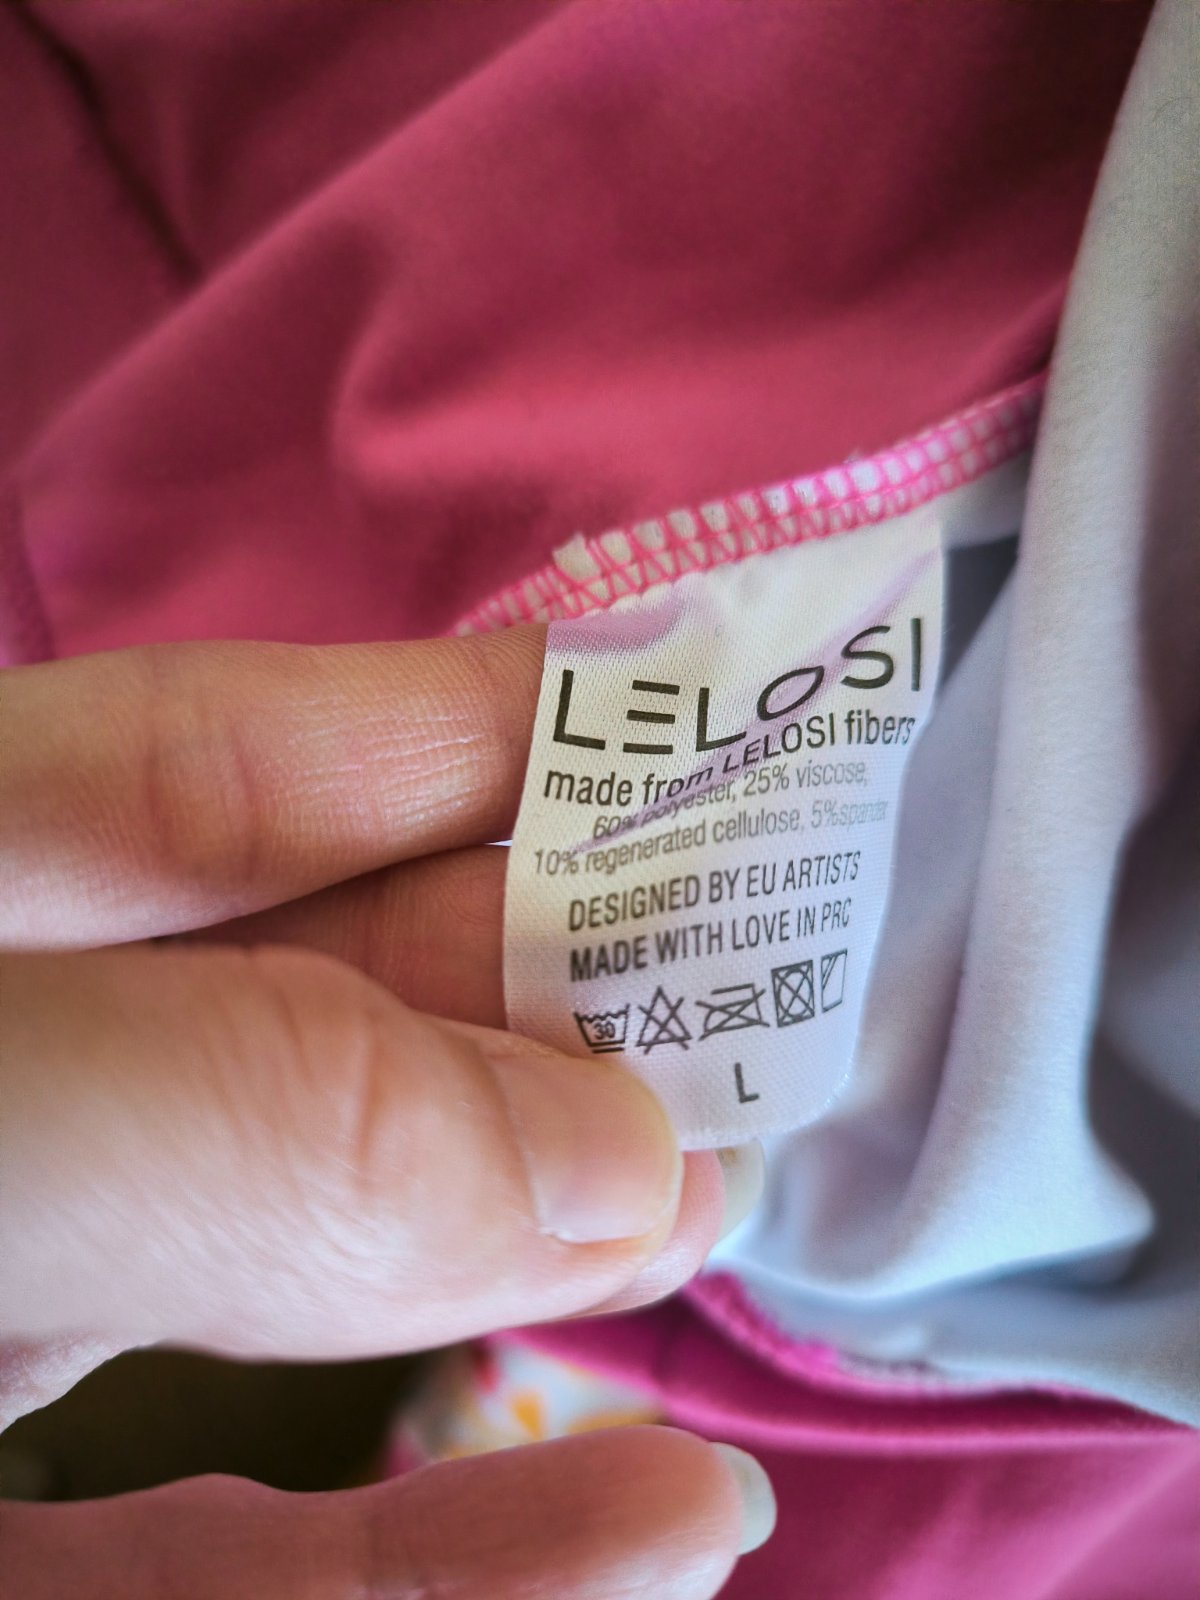 LELOSI
made from LELOSI fibers
60% polyester, 25% viscose,
10% regenerated cellulose, 5%spandex
DESIGNED BY EU ARTISTS
MADE WITH LOVE IN PRC
30
L